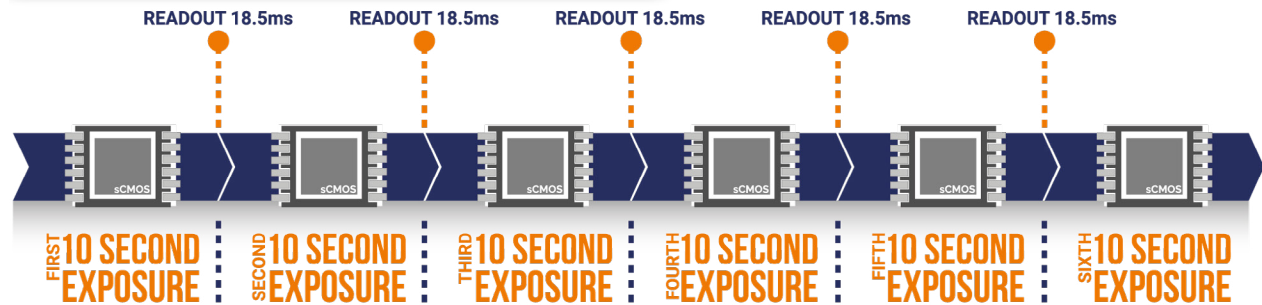 READOUT 18.5ms
READOUT 18.5ms
READOUT 18.5ms
READOUT 18.5ms
READOUT 18.5ms
sCMOS
sCMOS
sCMOS
sCMOS
sCMOS
sCMOS
FIRST
10 SECOND
EXPOSURE
SECOND
10 SECOND
EXPOSURE
THIRD
10 SECOND
EXPOSURE
FOURTH
10 SECOND
EXPOSURE
FIFTH
10 SECOND
EXPOSURE
SIXTH
10 SECOND
EXPOSURE